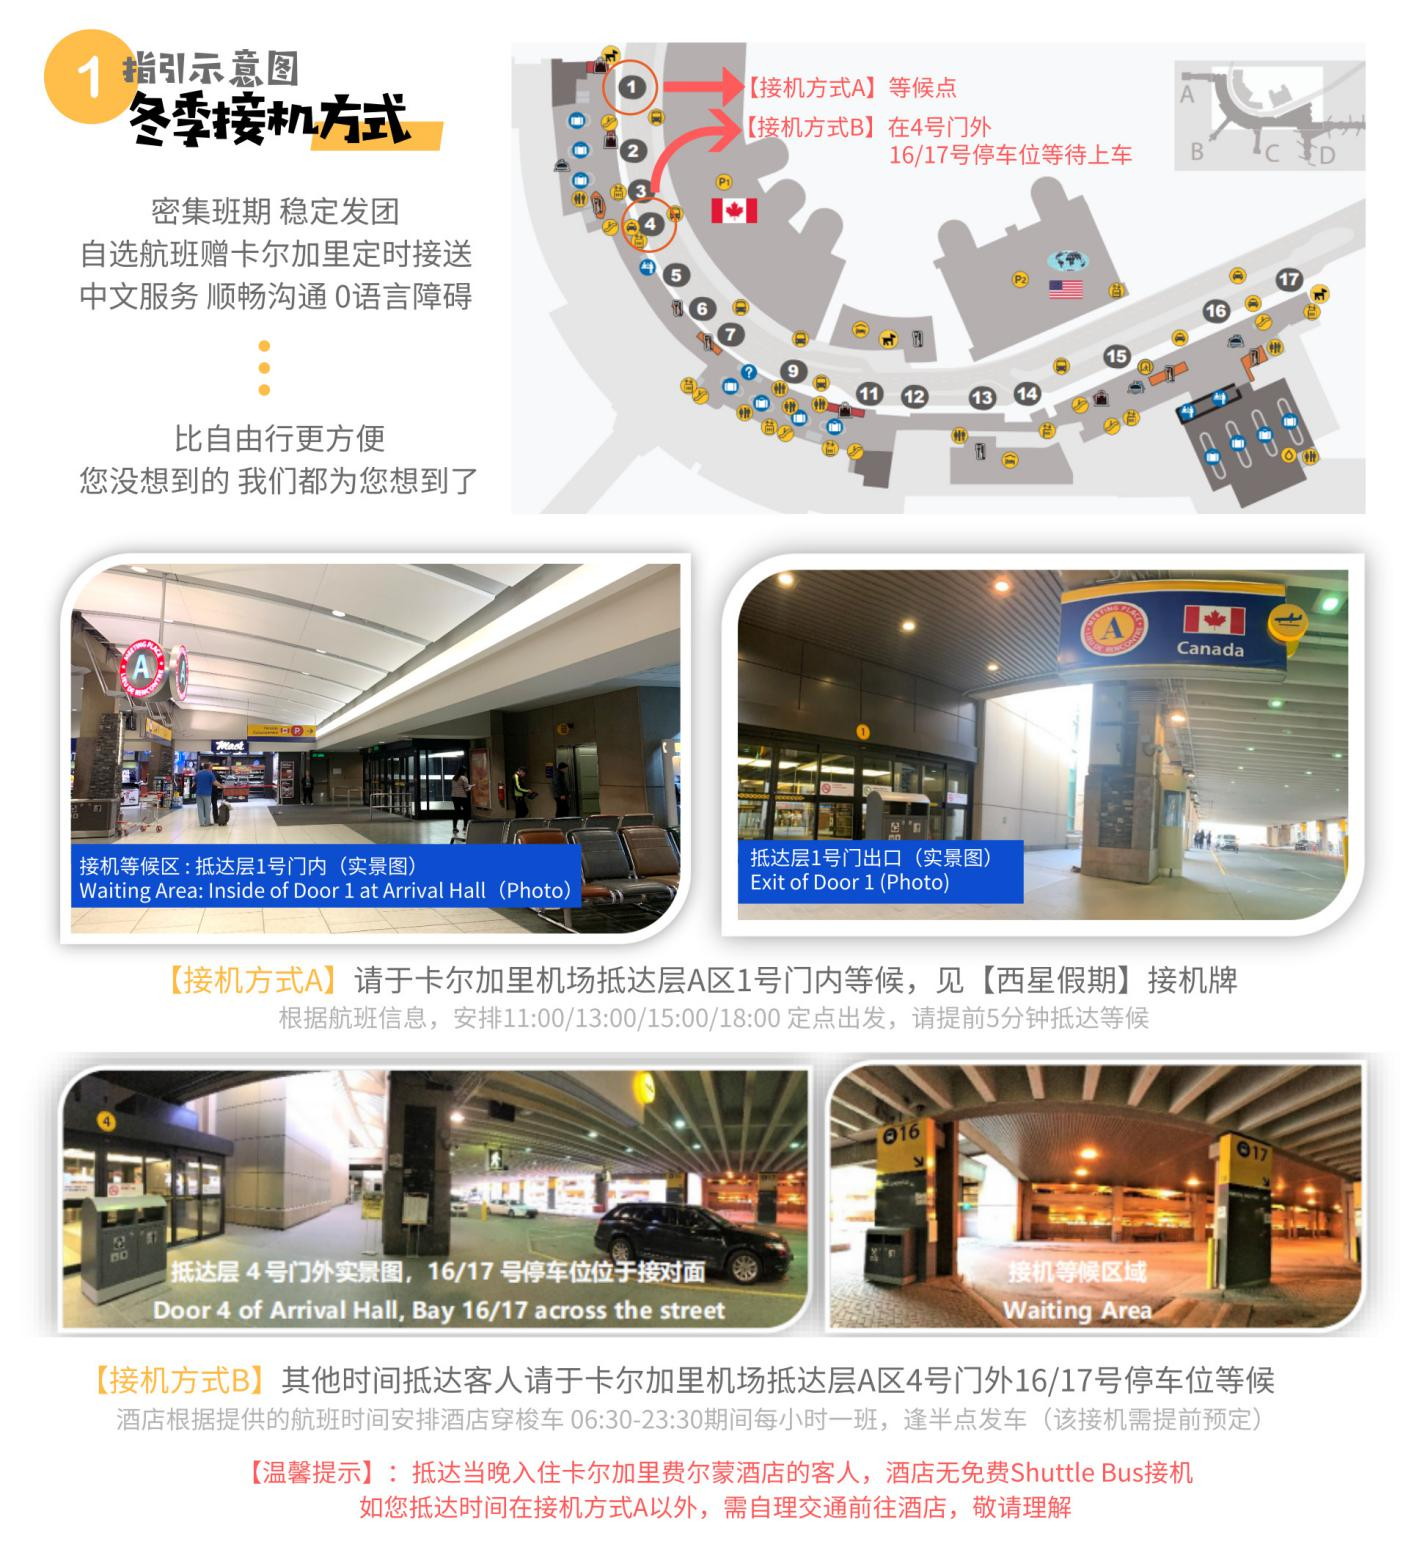 1
指引示意图
冬季接机方式
密集班期 稳定发团
自选航班赠卡尔加里定时接送
中文服务 顺畅沟通 0语言障碍
比自由行更方便
您没想到的 我们都为您想到了
【接机方式A】等候点
【接机方式B】在4号门外
16/17号停车位等待上车
1
2
3
4
5
6
7
9
11
12
13
14
15
16
17
P1
P2
?
A
B
C
D
MEETING PLACE
A
LIEU DE RENCONTRE
A
P
Mac's
接机等候区 : 抵达层1号门内（实景图）
Waiting Area: Inside of Door 1 at Arrival Hall（Photo）
MEETING PLACE
A
LIEU DE RENCONTRE
Canada
1
抵达层1号门出口（实景图）
Exit of Door 1 (Photo)
【接机方式A】请于卡尔加里机场抵达层A区1号门内等候，见【西星假期】接机牌
根据航班信息，安排11:00/13:00/15:00/18:00 定点出发，请提前5分钟抵达等候
4
抵达层 4 号门外实景图，16/17 号停车位位于接对面
Door 4 of Arrival Hall, Bay 16/17 across the street
16
17
接机等候区域
Waiting Area
【接机方式B】其他时间抵达客人请于卡尔加里机场抵达层A区4号门外16/17号停车位等候
酒店根据提供的航班时间安排酒店穿梭车 06:30-23:30期间每小时一班，逢半点发车（该接机需提前预定）
【温馨提示】：抵达当晚入住卡尔加里费尔蒙酒店的客人，酒店无免费Shuttle Bus接机
如您抵达时间在接机方式A以外，需自理交通前往酒店，敬请理解